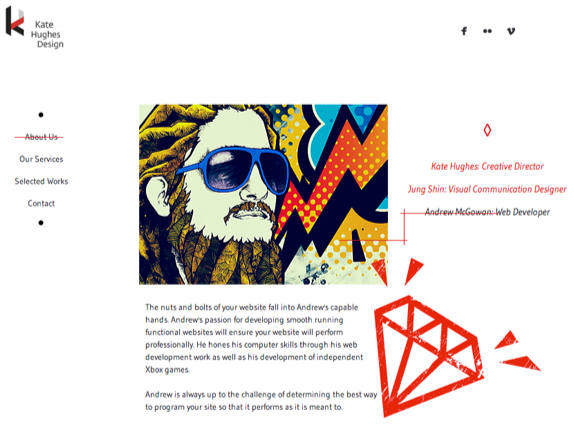 Kate
Hughes
Design
About Us
Our Services
Selected Works
Contact
Kate Hughes: Creative Director
Jung Shin: Visual Communication Designer
Andrew McGowan: Web Developer
The nuts and bolts of your website fall into Andrew's capable
hands. Andrew's passion for developing smooth running
functional websites will ensure your website will perform
professionally. He hones his computer skills through his web
development work as well as his development of independent
Xbox games.
Andrew is always up to the challenge of determining the best way
to program your site so that it performs as it is meant to.